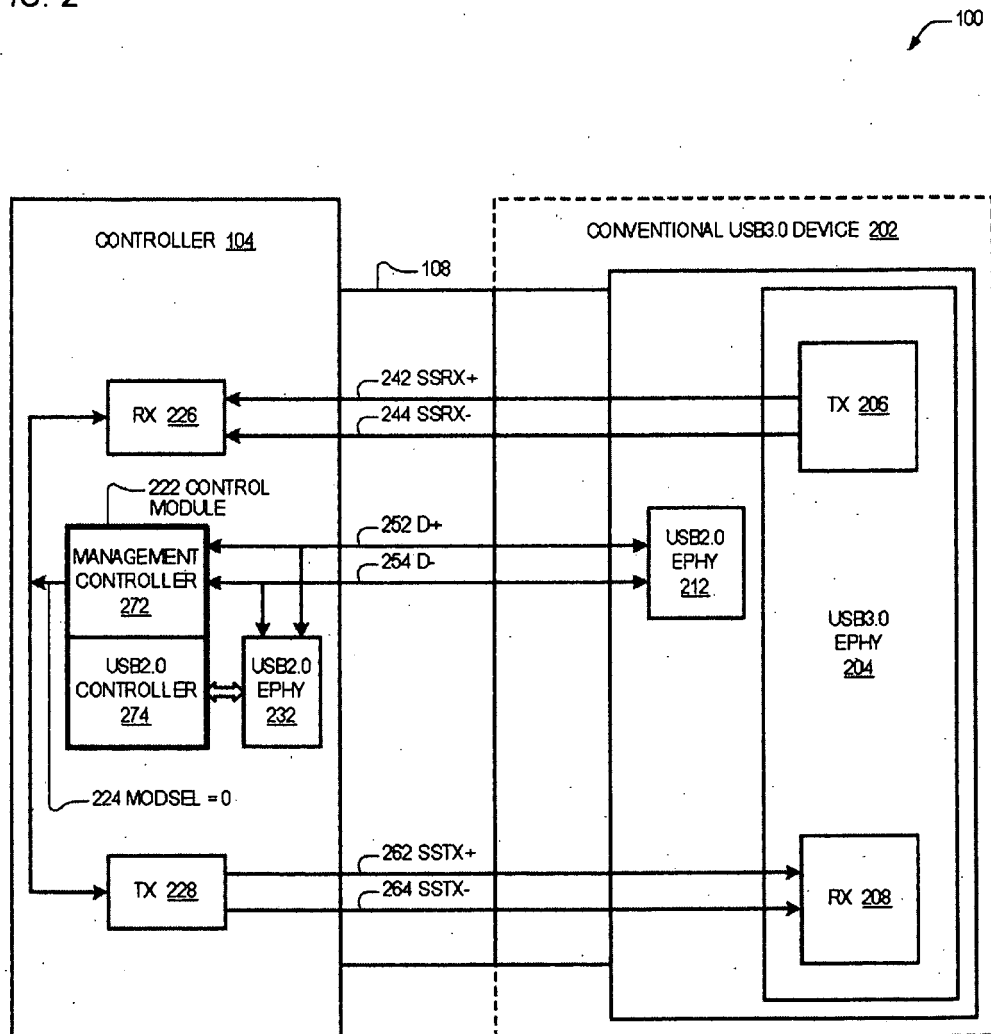 100
CONTROLLER 104
CONVENTIONAL USB3.0 DEVICE 202
108
242 SSRX+
RX 226
244 SSRX-
TX 206
222 CONTROL
MODULE
252 D+
254 D-
MANAGEMENT
CONTROLLER
272
USB2.0
EPHY
212
USB2.0
CONTROLLER
274
USB2.0
EPHY
232
USB3.0
EPHY
204
224 MODSEL = 0
262 SSTX+
TX 228
264 SSTX-
RX 208